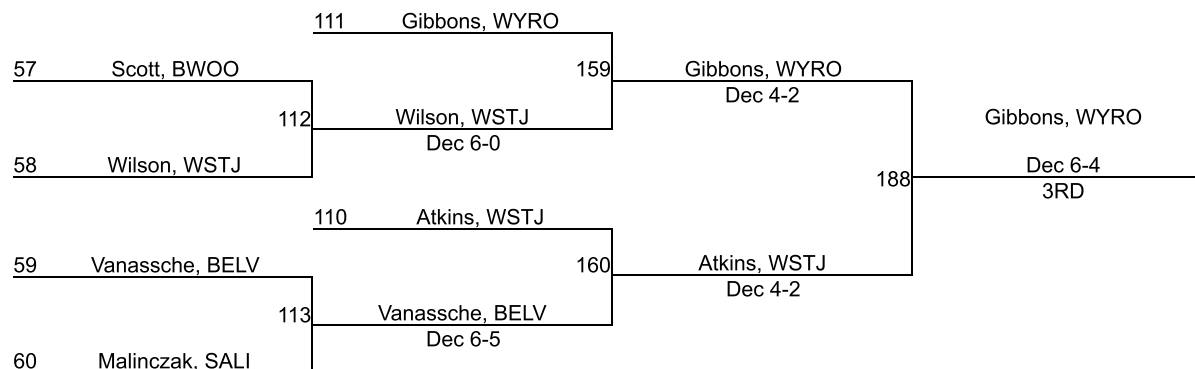 111 Gibbons, WYRO
57 Scott, BWOO
159 Gibbons, WYRO
Dec 4-2
112 Wilson, WSTJ
Dec 6-0
Gibbons, WYRO
58 Wilson, WSTJ
Dec 6-4
188
3RD
110 Atkins, WSTJ
59 Vanassche, BELV
160 Atkins, WSTJ
Dec 4-2
113 Vanassche, BELV
Dec 6-5
60 Malinczak, SALI